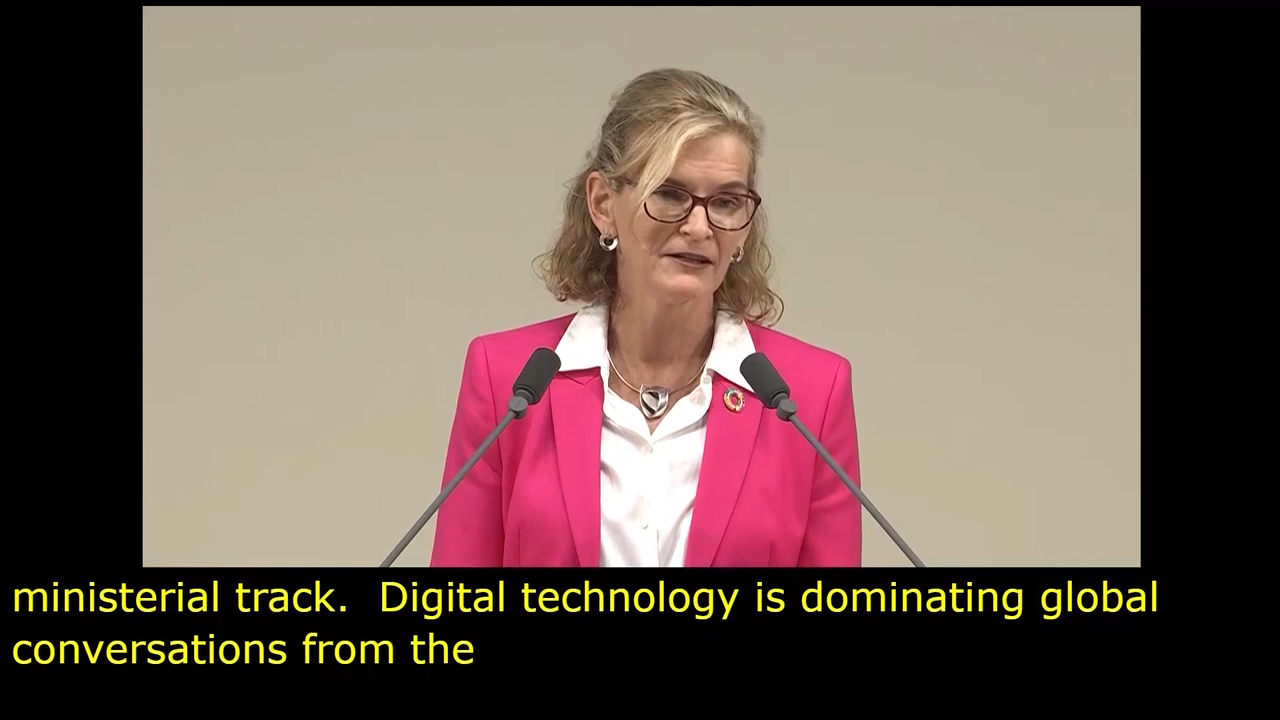 ministerial track.  Digital technology is dominating global
conversations from the